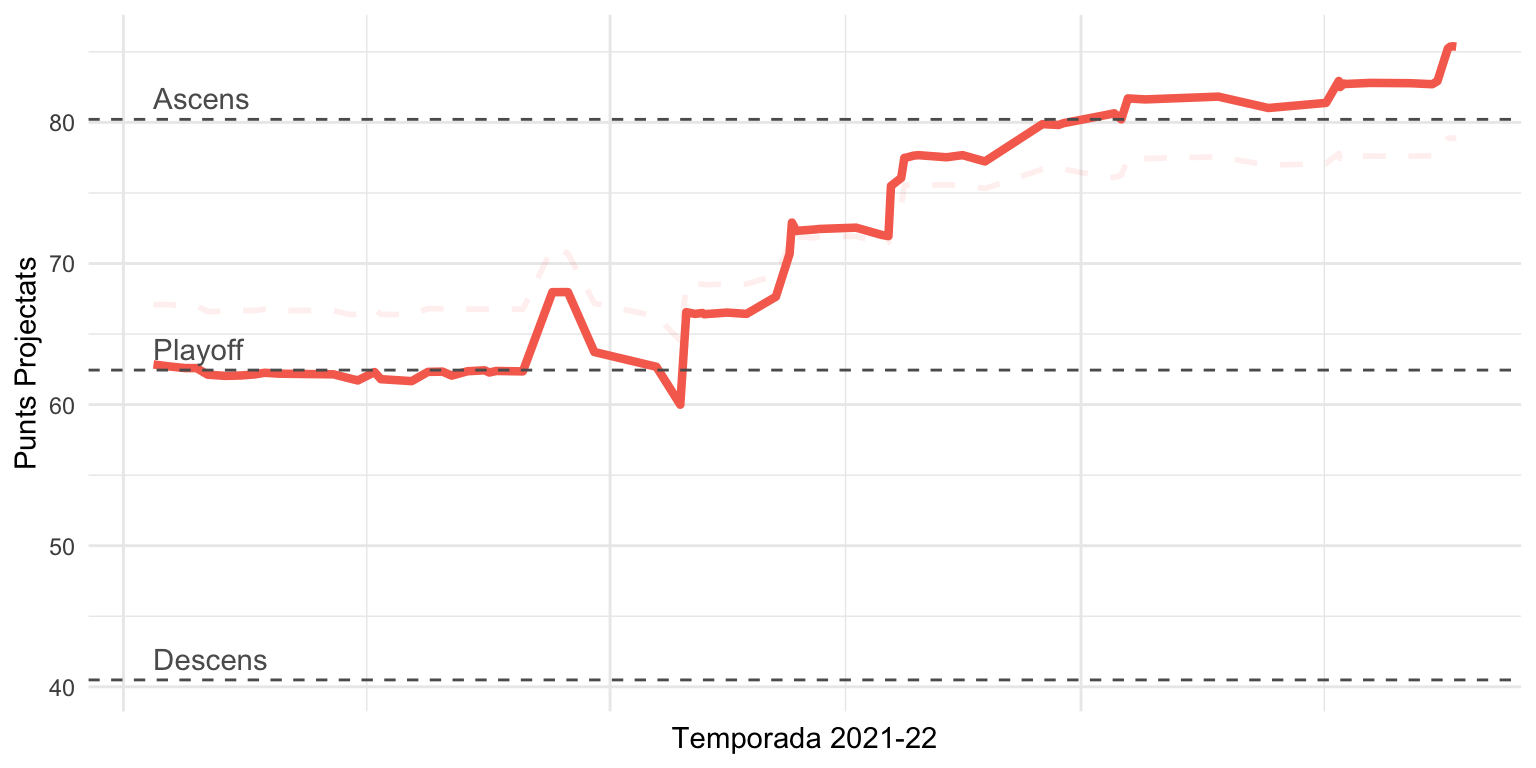 Ascens
80
70
Playoff
60
50
Descens
40
Punts Projectats
Temporada 2021-22